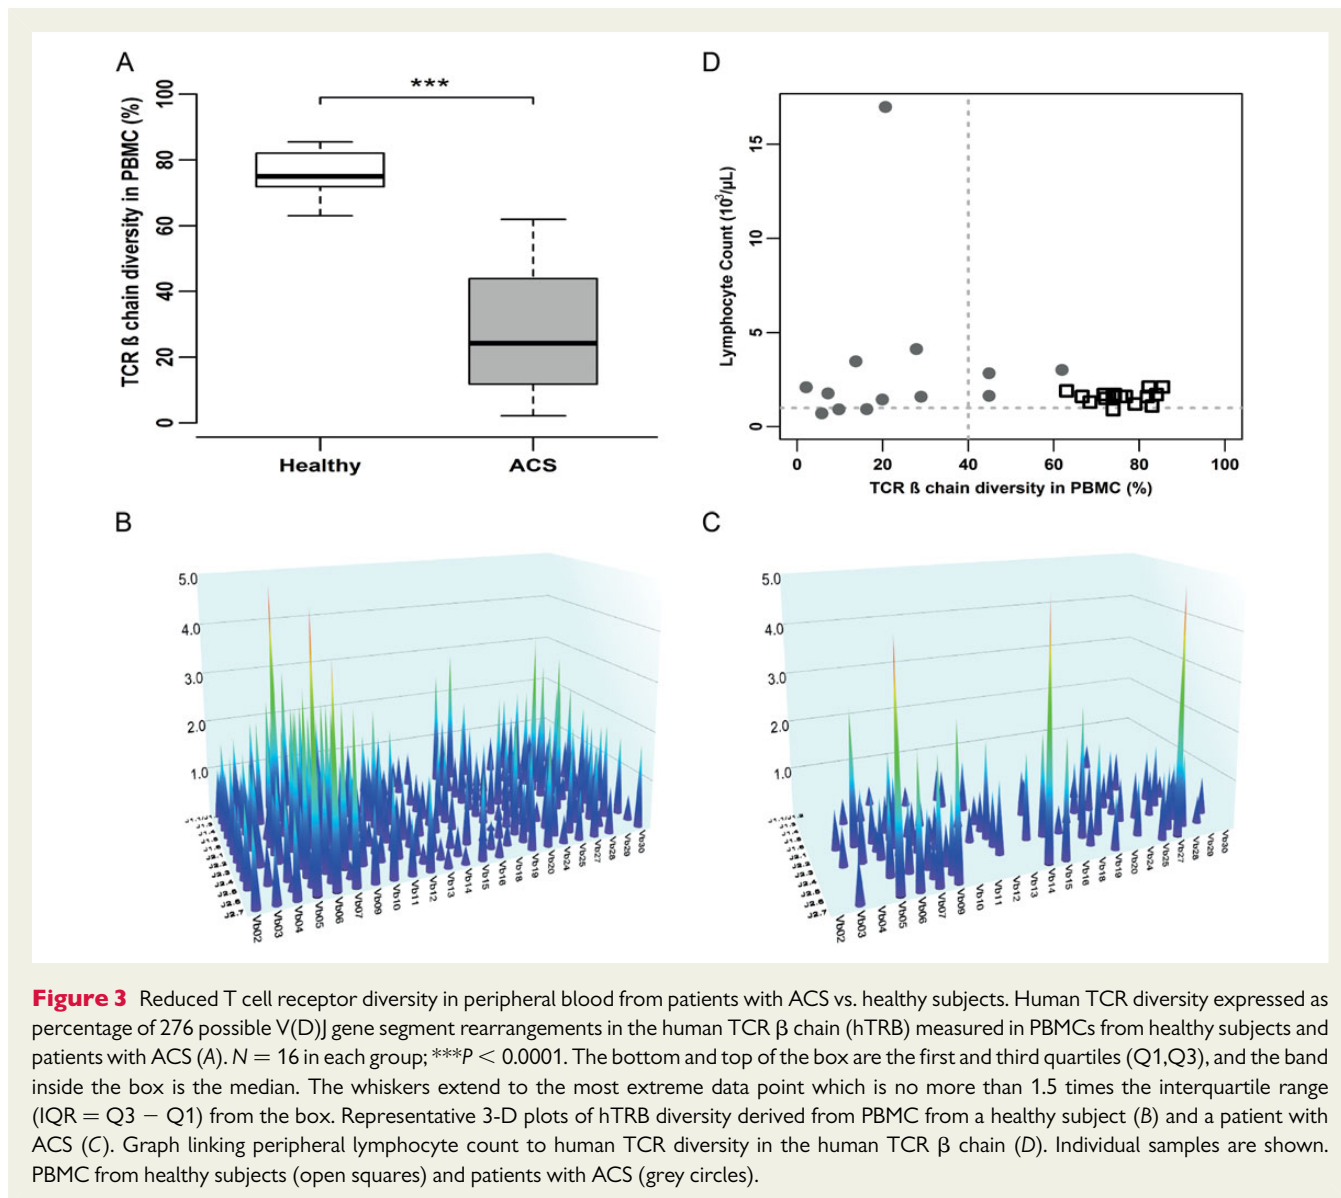 A
***
TCR ß chain diversity in PBMC (%)
100
80
60
40
20
0
Healthy
ACS
D
Lymphocyte Count (10³/µL)
15
10
5
0
0 20 40 60 80 100
TCR ß chain diversity in PBMC (%)
B
5.0
4.0
3.0
2.0
1.0
J2.7
Vb02 Vb03 Vb04 Vb05 Vb06 Vb07 Vb09 Vb10 Vb11 Vb12 Vb13 Vb14 Vb15 Vb16 Vb18 Vb19 Vb20 Vb24 Vb25 Vb27 Vb28 Vb29 Vb30
C
5.0
4.0
3.0
2.0
1.0
J2.7
Vb02 Vb03 Vb04 Vb05 Vb06 Vb07 Vb09 Vb10 Vb11 Vb12 Vb13 Vb14 Vb15 Vb16 Vb18 Vb19 Vb20 Vb24 Vb25 Vb27 Vb28 Vb29 Vb30
Figure 3 Reduced T cell receptor diversity in peripheral blood from patients with ACS vs. healthy subjects. Human TCR diversity expressed as
percentage of 276 possible V(D)J gene segment rearrangements in the human TCR β chain (hTRB) measured in PBMCs from healthy subjects and
patients with ACS (A). N = 16 in each group; ***P < 0.0001. The bottom and top of the box are the first and third quartiles (Q1,Q3), and the band
inside the box is the median. The whiskers extend to the most extreme data point which is no more than 1.5 times the interquartile range
(IQR = Q3 − Q1) from the box. Representative 3-D plots of hTRB diversity derived from PBMC from a healthy subject (B) and a patient with
ACS (C). Graph linking peripheral lymphocyte count to human TCR diversity in the human TCR β chain (D). Individual samples are shown.
PBMC from healthy subjects (open squares) and patients with ACS (grey circles).